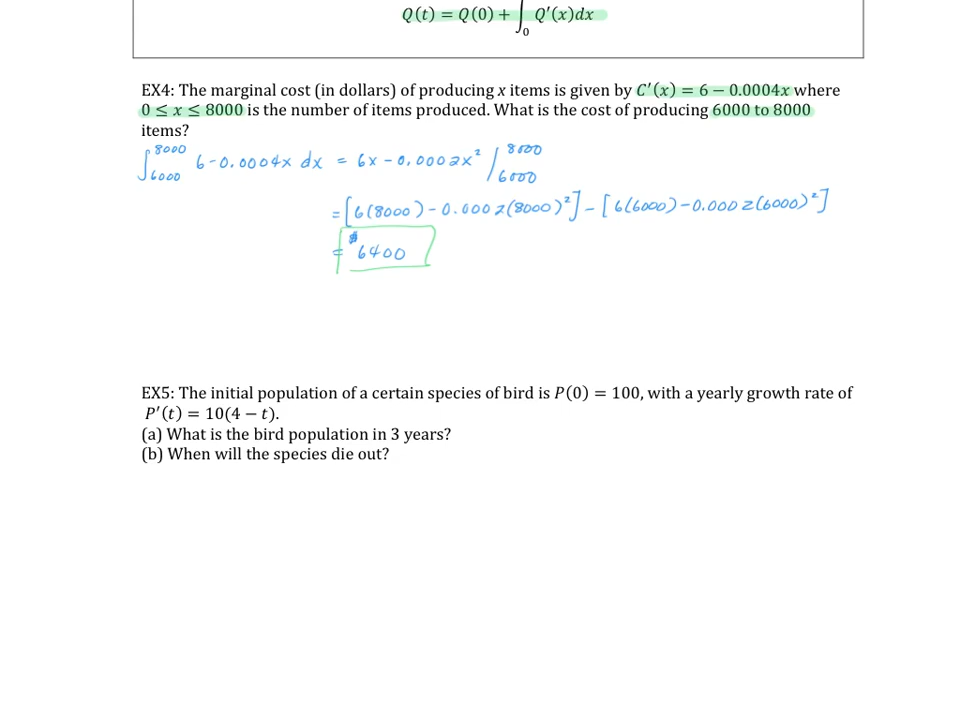 Q(t) = Q(0) + ∫₀ Q′(x)dx
EX4: The marginal cost (in dollars) of producing x items is given by C′(x) = 6 − 0.0004x where
0 ≤ x ≤ 8000 is the number of items produced. What is the cost of producing 6000 to 8000
items?
∫₆₀₀₀⁸⁰⁰⁰ 6-0.0004x dx = 6x - 0.0002x² |₆₀₀₀⁸⁰⁰⁰
= [6(8000) - 0.0002(8000)²] - [6(6000) - 0.0002(6000)²]
= $6400
EX5: The initial population of a certain species of bird is P(0) = 100, with a yearly growth rate of
P′(t) = 10(4 − t).
(a) What is the bird population in 3 years?
(b) When will the species die out?